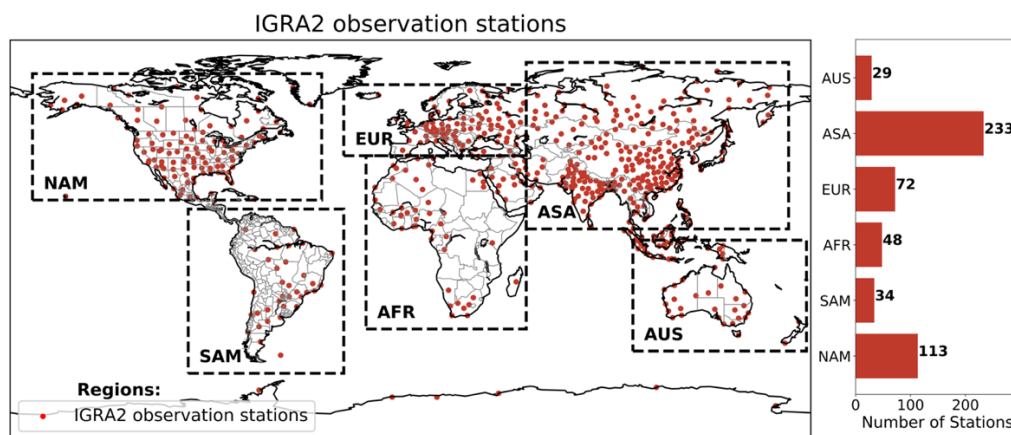 IGRA2 observation stations
NAM
EUR
ASA
SAM
AFR
AUS
Regions:
IGRA2 observation stations
AUS 29
ASA 233
EUR 72
AFR 48
SAM 34
NAM 113
0 100 200
Number of Stations